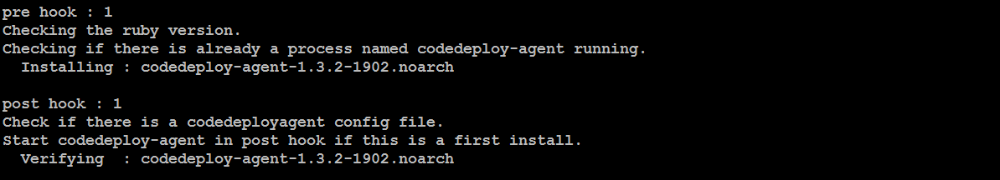 pre hook : 1
Checking the ruby version.
Checking if there is already a process named codedeploy-agent running.
  Installing : codedeploy-agent-1.3.2-1902.noarch
post hook : 1
Check if there is a codedeployagent config file.
Start codedeploy-agent in post hook if this is a first install.
  Verifying  : codedeploy-agent-1.3.2-1902.noarch